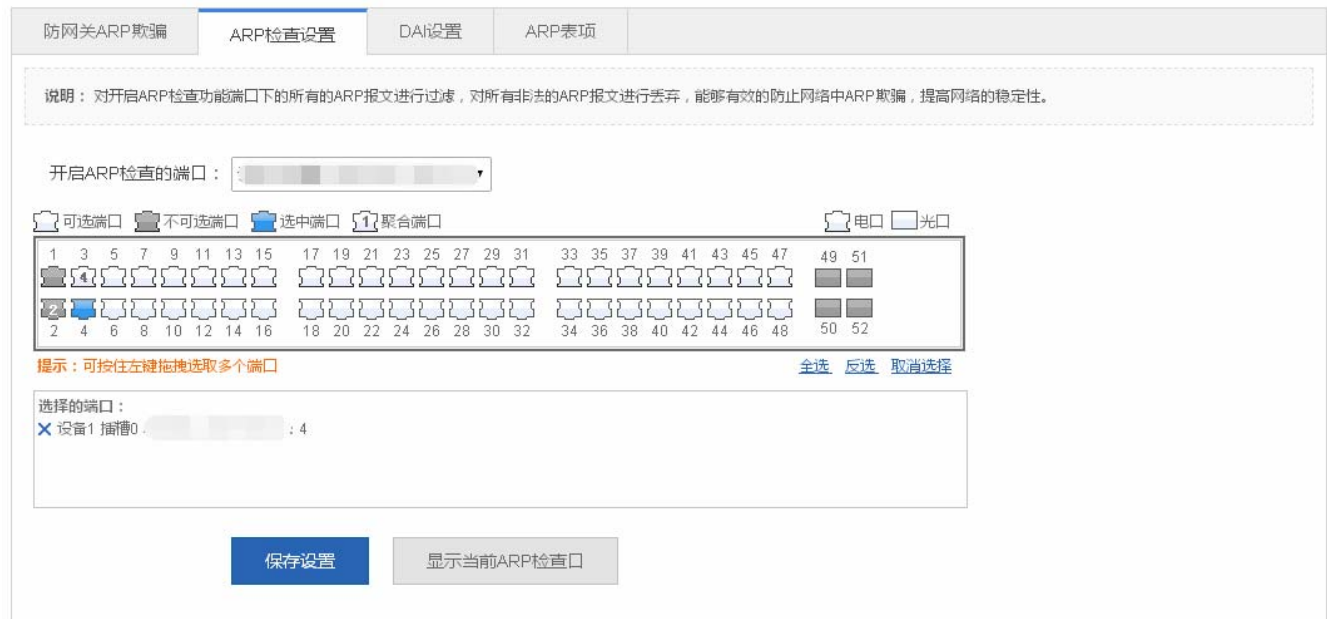 防网关ARP欺骗 ARP检查设置 DAI设置 ARP表项
说明：对开启ARP检查功能端口下的所有的ARP报文进行过虑，对所有非法的ARP报文进行丢弃，能够有效的防止网络中ARP欺骗，提高网络的稳定性。
开启ARP检查的端口：
可选端口 不可选端口 选中端口 1 聚合端口 电口 光口
1 3 5 7 9 11 13 15 17 19 21 23 25 27 29 31 33 35 37 39 41 43 45 47 49 51
4
2
2 4 6 8 10 12 14 16 18 20 22 24 26 28 30 32 34 36 38 40 42 44 46 48 50 52
提示：可按住左键拖拽选取多个端口 全选 反选 取消选择
选择的端口：
设备1 插槽0 : 4
保存设置 显示当前ARP检查口